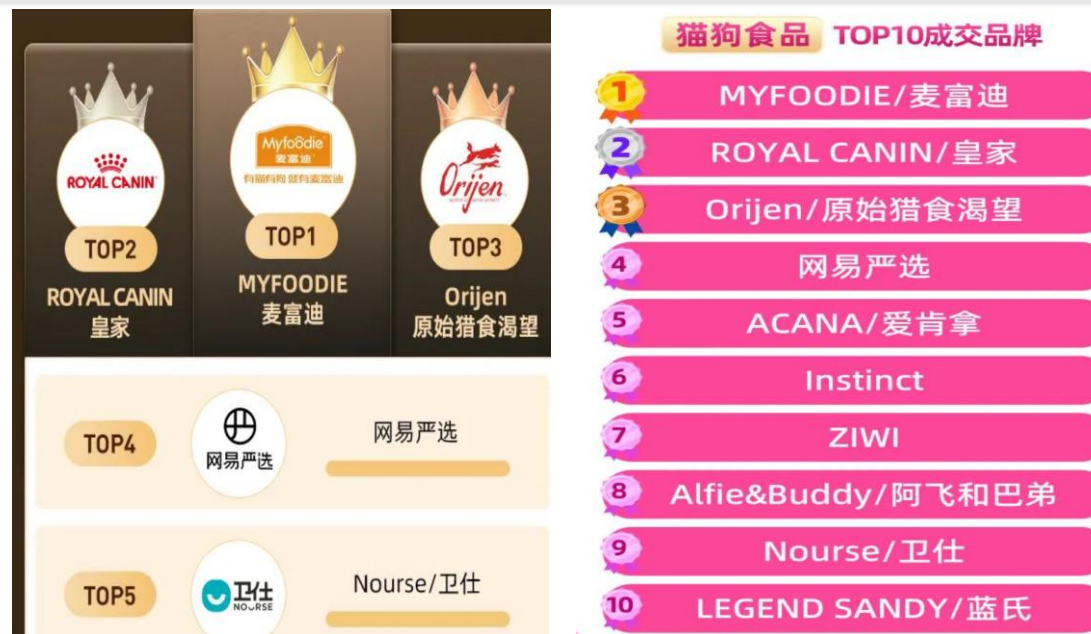 ROYAL CANIN
TOP2
ROYAL CANIN
皇家
Myfoodie
麦富迪
有猫有狗 就有麦富迪
TOP1
MYFOODIE
麦富迪
Orijen
TOP3
Orijen
原始猎食渴望
TOP4
网易严选
网易严选
TOP5
卫仕
NOURSE
Nourse/卫仕
猫狗食品 TOP10成交品牌
1 MYFOODIE/麦富迪
2 ROYAL CANIN/皇家
3 Orijen/原始猎食渴望
4 网易严选
5 ACANA/爱肯拿
6 Instinct
7 ZIWI
8 Alfie&Buddy/阿飞和巴弟
9 Nourse/卫仕
10 LEGEND SANDY/蓝氏